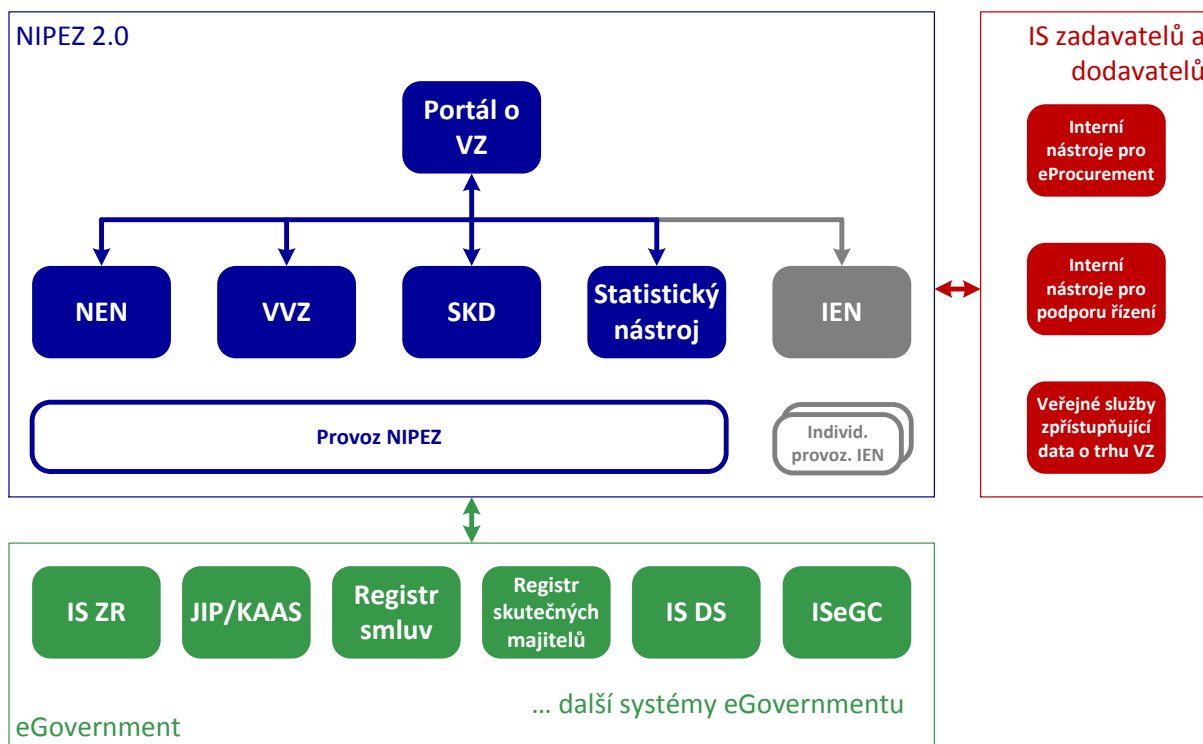 NIPEZ 2.0
Portál o
VZ
NEN
VVZ
SKD
Statistický
nástroj
IEN
Provoz NIPEZ
Individ.
provoz. IEN
IS zadavatelů a
dodavatelů
Interní
nástroje pro
eProcurement
Interní
nástroje pro
podporu řízení
Veřejné služby
zpřístupňující
data o trhu VZ
IS ZR
JIP/KAAS
Registr
smluv
Registr
skutečných
majitelů
IS DS
ISeGC
... další systémy eGovernmentu
eGovernment